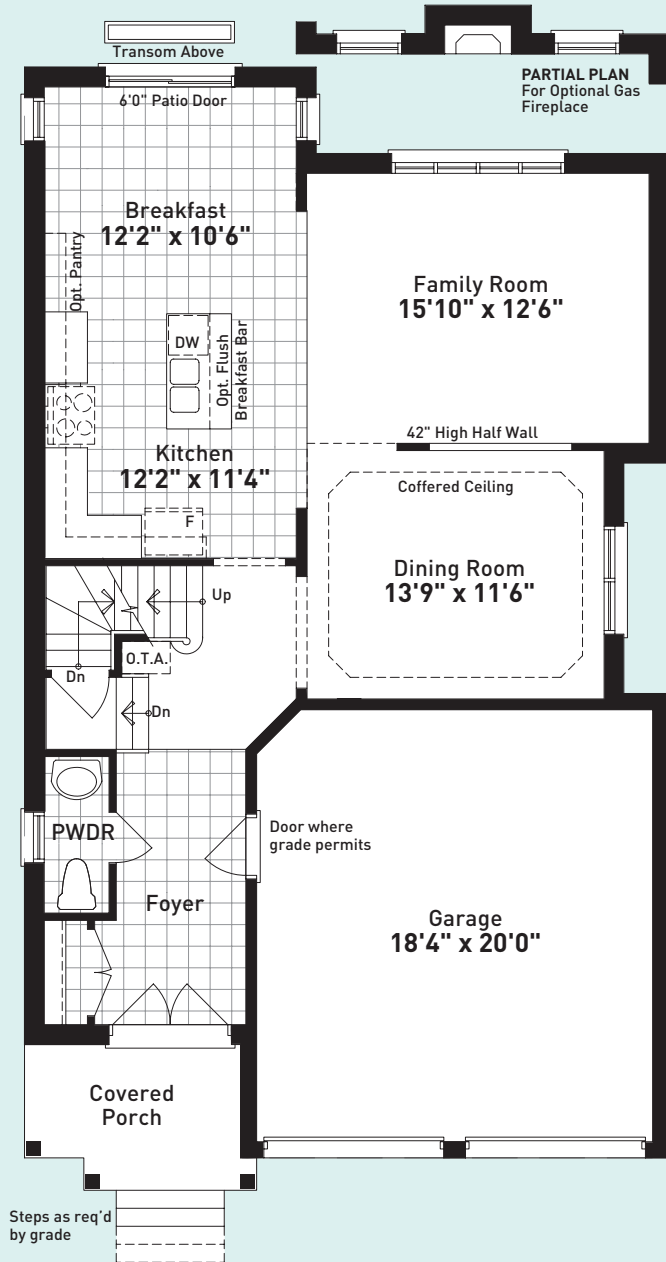 Transom Above
PARTIAL PLAN
For Optional Gas
Fireplace
6'0" Patio Door
Breakfast
12'2" x 10'6"
Opt. Pantry
Family Room
15'10" x 12'6"
DW
Opt. Flush
Breakfast Bar
42" High Half Wall
Kitchen
12'2" x 11'4"
Coffered Ceiling
F
Dining Room
13'9" x 11'6"
Up
O.T.A.
Dn
Dn
PWDR
Door where
grade permits
Foyer
Garage
18'4" x 20'0"
Covered
Porch
Steps as req'd
by grade